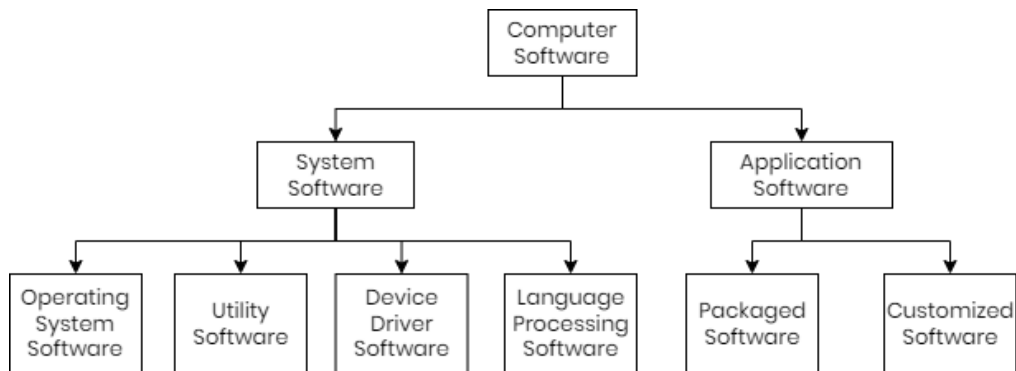 Computer
Software
System
Software
Application
Software
Operating
System
Software
Utility
Software
Device
Driver
Software
Language
Processing
Software
Packaged
Software
Customized
Software